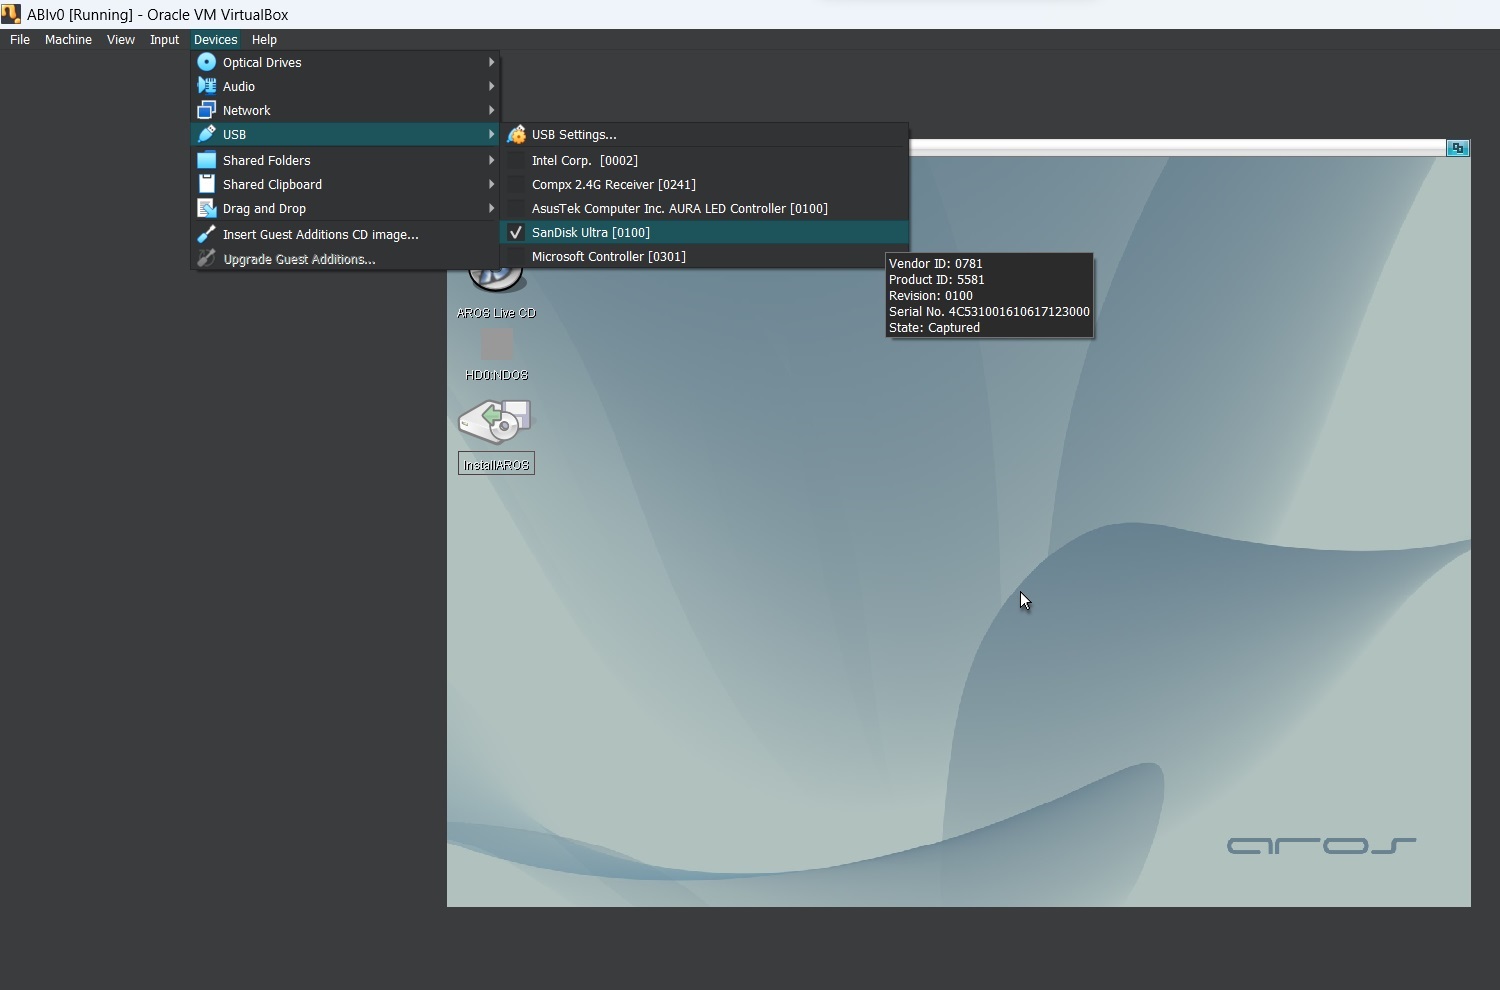 ABIv0 [Running] - Oracle VM VirtualBox
File Machine View Input Devices Help
Optical Drives
Audio
Network
USB
Shared Folders
Shared Clipboard
Drag and Drop
Insert Guest Additions CD image...
Upgrade Guest Additions...
USB Settings...
Intel Corp.  [0002]
Compx 2.4G Receiver [0241]
AsusTek Computer Inc. AURA LED Controller [0100]
SanDisk Ultra [0100]
Microsoft Controller [0301]
Vendor ID: 0781
Product ID: 5581
Revision: 0100
Serial No. 4C531001610617123000
State: Captured
AROS Live CD
HD0:NDOS
InstallAROS
aros